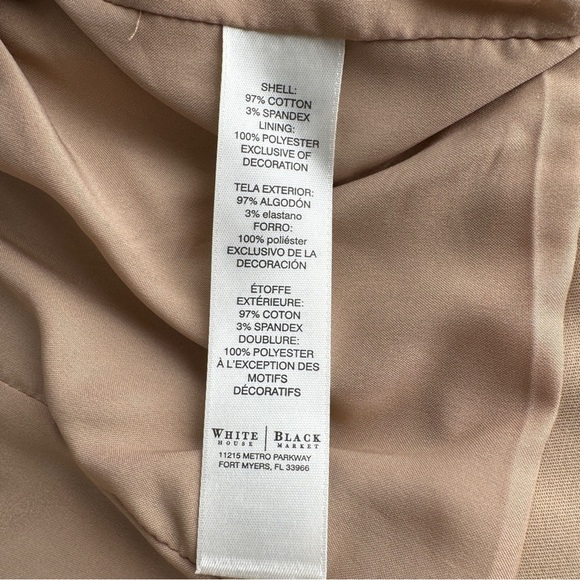 SHELL:
97% COTTON
3% SPANDEX
LINING:
100% POLYESTER
EXCLUSIVE OF
DECORATION
TELA EXTERIOR:
97% ALGODÓN
3% elastano
FORRO:
100% poliéster
EXCLUSIVO DE LA
DECORACIÓN
ÉTOFFE
EXTÉRIEURE:
97% COTON
3% SPANDEX
DOUBLURE:
100% POLYESTER
À L'EXCEPTION DES
MOTIFS
DÉCORATIFS
WHITE | BLACK
HOUSE | MARKET
11215 METRO PARKWAY
FORT MYERS, FL 33966